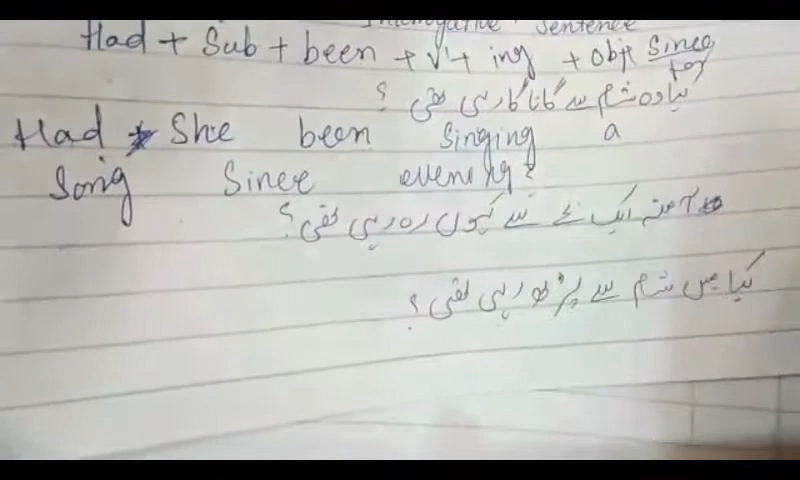 Interrogative Sentence
Had + Sub + been + V¹ + ing + Obj Since
for
کیا وہ شام سے گانا گا رہی تھی ؟
Had She been Singing a
Song Since evening?
آمنہ ایک بجے سے کیوں رو رہی تھی ؟
کیا میں شام سے پڑھ رہی تھی ؟